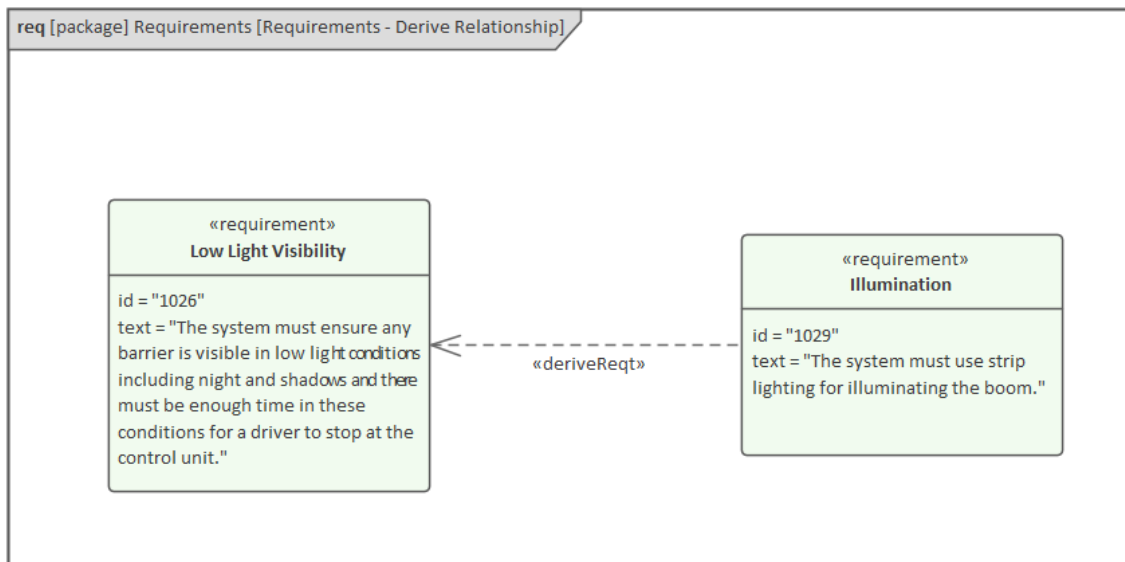 req [package] Requirements [Requirements - Derive Relationship]
«requirement»
Low Light Visibility
id = "1026"
text = "The system must ensure any
barrier is visible in low light conditions
including night and shadows and there
must be enough time in these
conditions for a driver to stop at the
control unit."
«deriveReqt»
«requirement»
Illumination
id = "1029"
text = "The system must use strip
lighting for illuminating the boom."